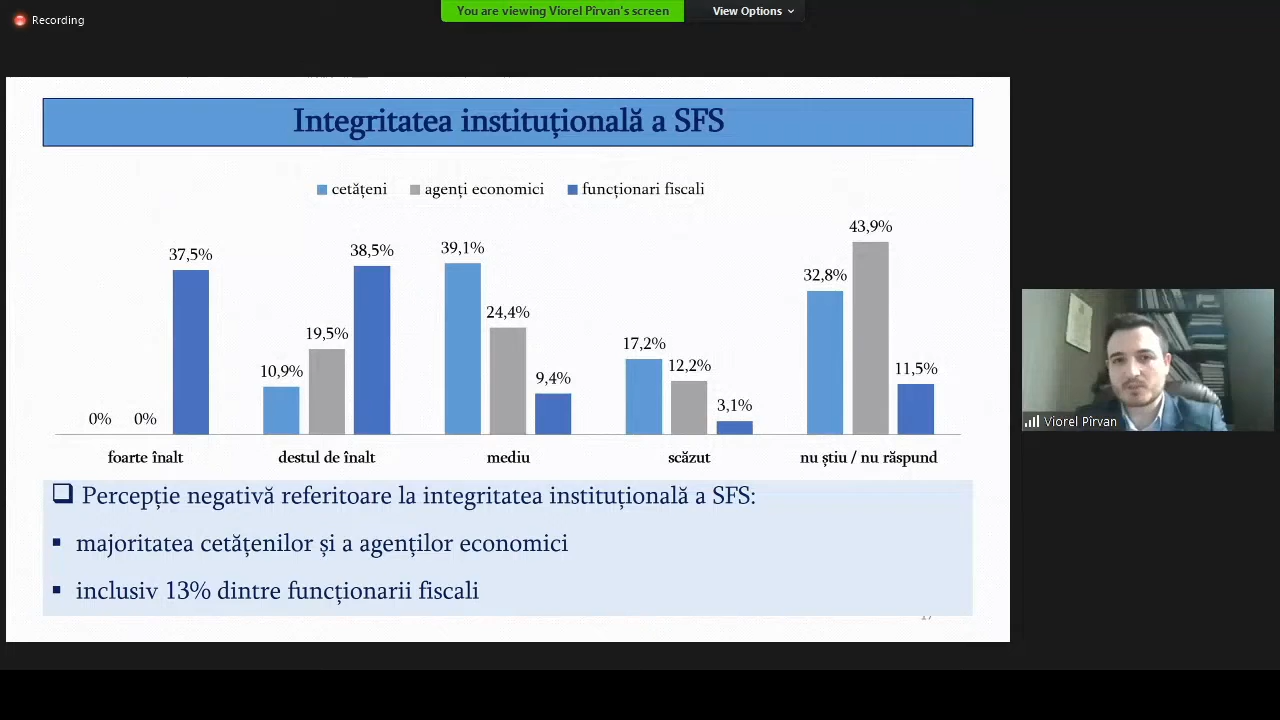 Recording
You are viewing Viorel Pîrvan's screen
View Options
Integritatea instituțională a SFS
cetățeni agenți economici funcționari fiscali
0% 0% 37,5%
10,9% 19,5% 38,5%
39,1% 24,4% 9,4%
17,2% 12,2% 3,1%
32,8% 43,9% 11,5%
foarte înalt destul de înalt mediu scăzut nu știu / nu răspund
Percepție negativă referitoare la integritatea instituțională a SFS:
majoritatea cetățenilor și a agenților economici
inclusiv 13% dintre funcționarii fiscali
Viorel Pîrvan